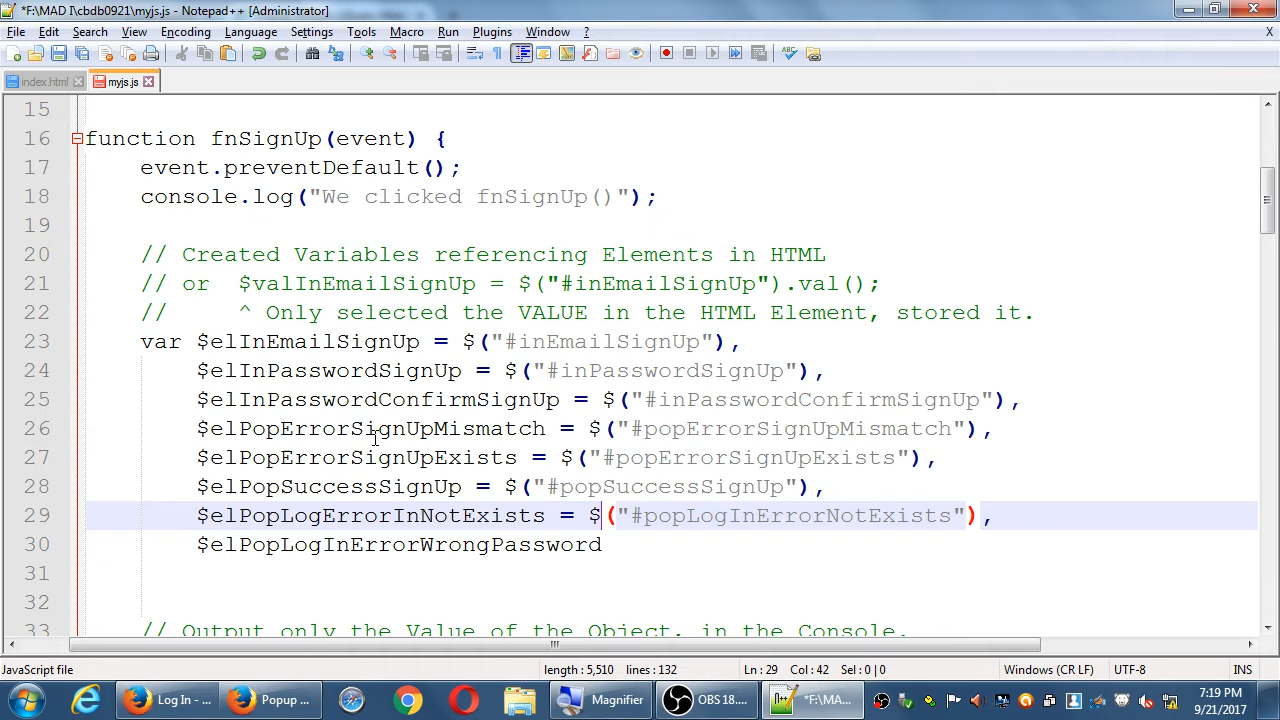 *F:\MAD I\cbdb0921\myjs.js - Notepad++ [Administrator]
File Edit Search View Encoding Language Settings Tools Macro Run Plugins Window ? X
index.html myjs.js
15
16 function fnSignUp(event) {
17 event.preventDefault();
18 console.log("We clicked fnSignUp()");
19
20 // Created Variables referencing Elements in HTML
21 // or $valInEmailSignUp = $("#inEmailSignUp").val();
22 // ^ Only selected the VALUE in the HTML Element, stored it.
23 var $elInEmailSignUp = $("#inEmailSignUp"),
24 $elInPasswordSignUp = $("#inPasswordSignUp"),
25 $elInPasswordConfirmSignUp = $("#inPasswordConfirmSignUp"),
26 $elPopErrorSignUpMismatch = $("#popErrorSignUpMismatch"),
27 $elPopErrorSignUpExists = $("#popErrorSignUpExists"),
28 $elPopSuccessSignUp = $("#popSuccessSignUp"),
29 $elPopLogErrorInNotExists = $("#popLogInErrorNotExists"),
30 $elPopLogInErrorWrongPassword
31
32
33 // Output only the Value of the Object, in the Console.
JavaScript file length : 5,510 lines : 132 Ln : 29 Col : 42 Sel : 0 | 0 Windows (CR LF) UTF-8 INS
Log In - ... Popup ... Magnifier OBS 18.... *F:\MA... 7:19 PM
9/21/2017